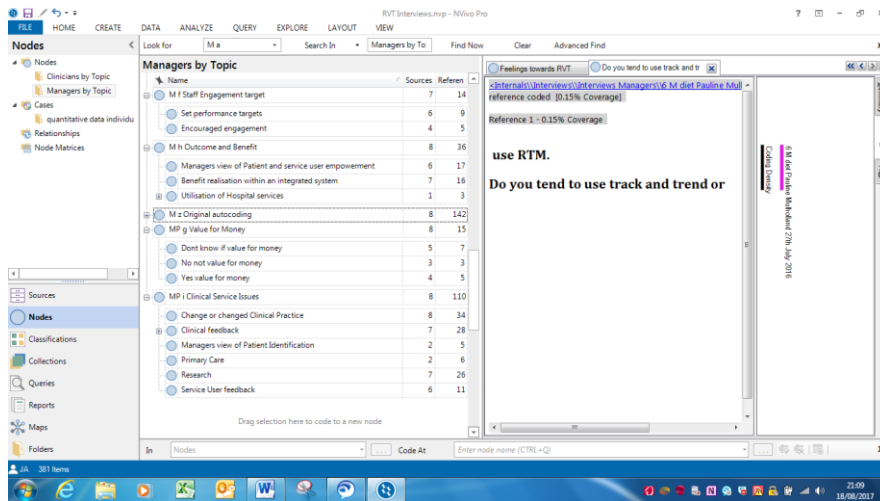 RVT Interviews.nvp - NVivo Pro
FILE HOME CREATE DATA ANALYZE QUERY EXPLORE LAYOUT VIEW
Nodes
Look for M a Search In Managers by To Find Now Clear Advanced Find
Nodes
Clinicians by Topic
Managers by Topic
Cases
quantitative data individu
Relationships
Node Matrices
Sources
Nodes
Classifications
Collections
Queries
Reports
Maps
Folders
Managers by Topic
Name Sources Referen
M f Staff Engagement target 7 14
Set performance targets 6 9
Encouraged engagement 4 5
M h Outcome and Benefit 8 36
Managers view of Patient and service user empowerment 6 17
Benefit realisation within an integrated system 7 16
Utilisation of Hospital services 1 3
M z Original autocoding 8 142
MP g Value for Money 8 15
Dont know if value for money 5 7
No not value for money 3 3
Yes value for money 4 5
MP i Clinical Service Issues 8 110
Change or changed Clinical Practice 8 34
Clinical feedback 7 28
Managers view of Patient Identification 2 5
Primary Care 2 6
Research 7 26
Service User feedback 6 11
Drag selection here to code to a new node
Feelings towards RVT Do you tend to use track and tr
<Internals\\Interviews\\Interviews Managers\\6 M diet Pauline Mull
reference coded [0.15% Coverage]
Reference 1 - 0.15% Coverage
use RTM.
Do you tend to use track and trend or
Coding Density
6 M diet Pauline Mulholland 27th July 2016
In Nodes ... Code At Enter node name (CTRL+Q) ...
JA 381 Items
21:09
18/08/2017